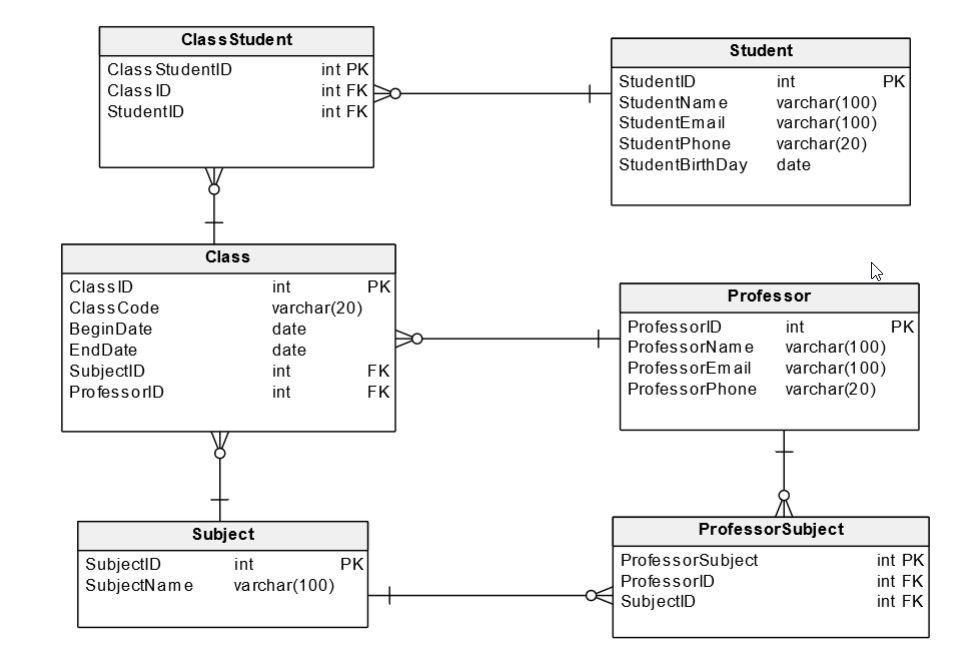 ClassStudent
ClassStudentID int PK
ClassID int FK
StudentID int FK
Student
StudentID int PK
StudentName varchar(100)
StudentEmail varchar(100)
StudentPhone varchar(20)
StudentBirthDay date
Class
ClassID int PK
ClassCode varchar(20)
BeginDate date
EndDate date
SubjectID int FK
ProfessorID int FK
Professor
ProfessorID int PK
ProfessorName varchar(100)
ProfessorEmail varchar(100)
ProfessorPhone varchar(20)
Subject
SubjectID int PK
SubjectName varchar(100)
ProfessorSubject
ProfessorSubject int PK
ProfessorID int FK
SubjectID int FK